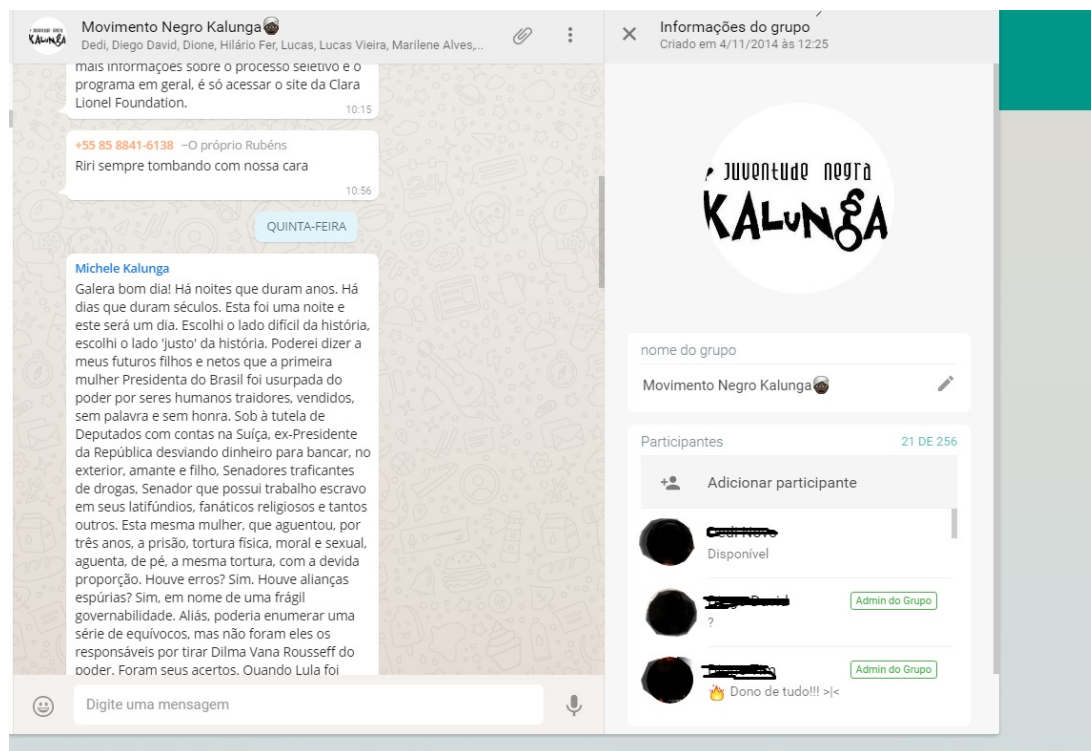 Movimento Negro Kalunga
Dedi, Diego David, Dione, Hilário Fer, Lucas, Lucas Vieira, Marilene Alves,...
mais informações sobre o processo seletivo e o
programa em geral, é só acessar o site da Clara
Lionel Foundation.
10:15
+55 85 8841-6138 ~O próprio Rubéns
Riri sempre tombando com nossa cara
10:56
QUINTA-FEIRA
Michele Kalunga
Galera bom dia! Há noites que duram anos. Há
dias que duram séculos. Esta foi uma noite e
este será um dia. Escolhi o lado difícil da história,
escolhi o lado 'justo' da história. Poderei dizer a
meus futuros filhos e netos que a primeira
mulher Presidenta do Brasil foi usurpada do
poder por seres humanos traidores, vendidos,
sem palavra e sem honra. Sob à tutela de
Deputados com contas na Suíça, ex-Presidente
da República desviando dinheiro para bancar, no
exterior, amante e filho, Senadores traficantes
de drogas, Senador que possui trabalho escravo
em seus latifúndios, fanáticos religiosos e tantos
outros. Esta mesma mulher, que aguentou, por
três anos, a prisão, tortura física, moral e sexual,
aguenta, de pé, a mesma tortura, com a devida
proporção. Houve erros? Sim. Houve alianças
espúrias? Sim, em nome de uma frágil
governabilidade. Aliás, poderia enumerar uma
série de equívocos, mas não foram eles os
responsáveis por tirar Dilma Vana Rousseff do
poder. Foram seus acertos. Quando Lula foi
Digite uma mensagem
Informações do grupo
Criado em 4/11/2014 às 12:25
juventude negra
KALUNGA
nome do grupo
Movimento Negro Kalunga
Participantes
21 DE 256
Adicionar participante
Disponível
Admin do Grupo
?
Admin do Grupo
Dono de tudo!!! >|<